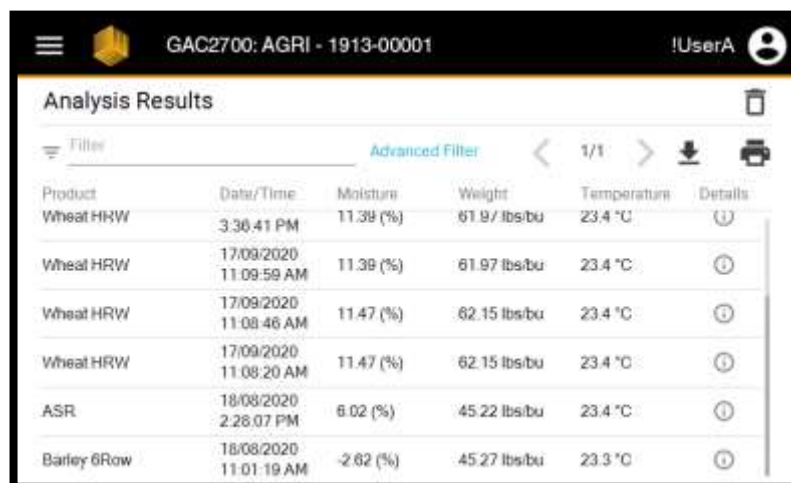 GAC2700: AGRI - 1913-00001 !UserA
Analysis Results
Filter Advanced Filter 1/1
Product Date/Time Moisture Weight Temperature Details
Wheat HRW 3:36:41 PM 11.39 (%) 61.97 lbs/bu 23.4 °C
17/09/2020
Wheat HRW 11.39 (%) 61.97 lbs/bu 23.4 °C
11:09:59 AM
17/09/2020
Wheat HRW 11.47 (%) 62.15 lbs/bu 23.4 °C
11:08:46 AM
17/09/2020
Wheat HRW 11.47 (%) 62.15 lbs/bu 23.4 °C
11:08:20 AM
18/08/2020
ASR 6.02 (%) 45.22 lbs/bu 23.4 °C
2:28:07 PM
18/08/2020
Barley 6Row -2.62 (%) 45.27 lbs/bu 23.3 °C
11:01:19 AM